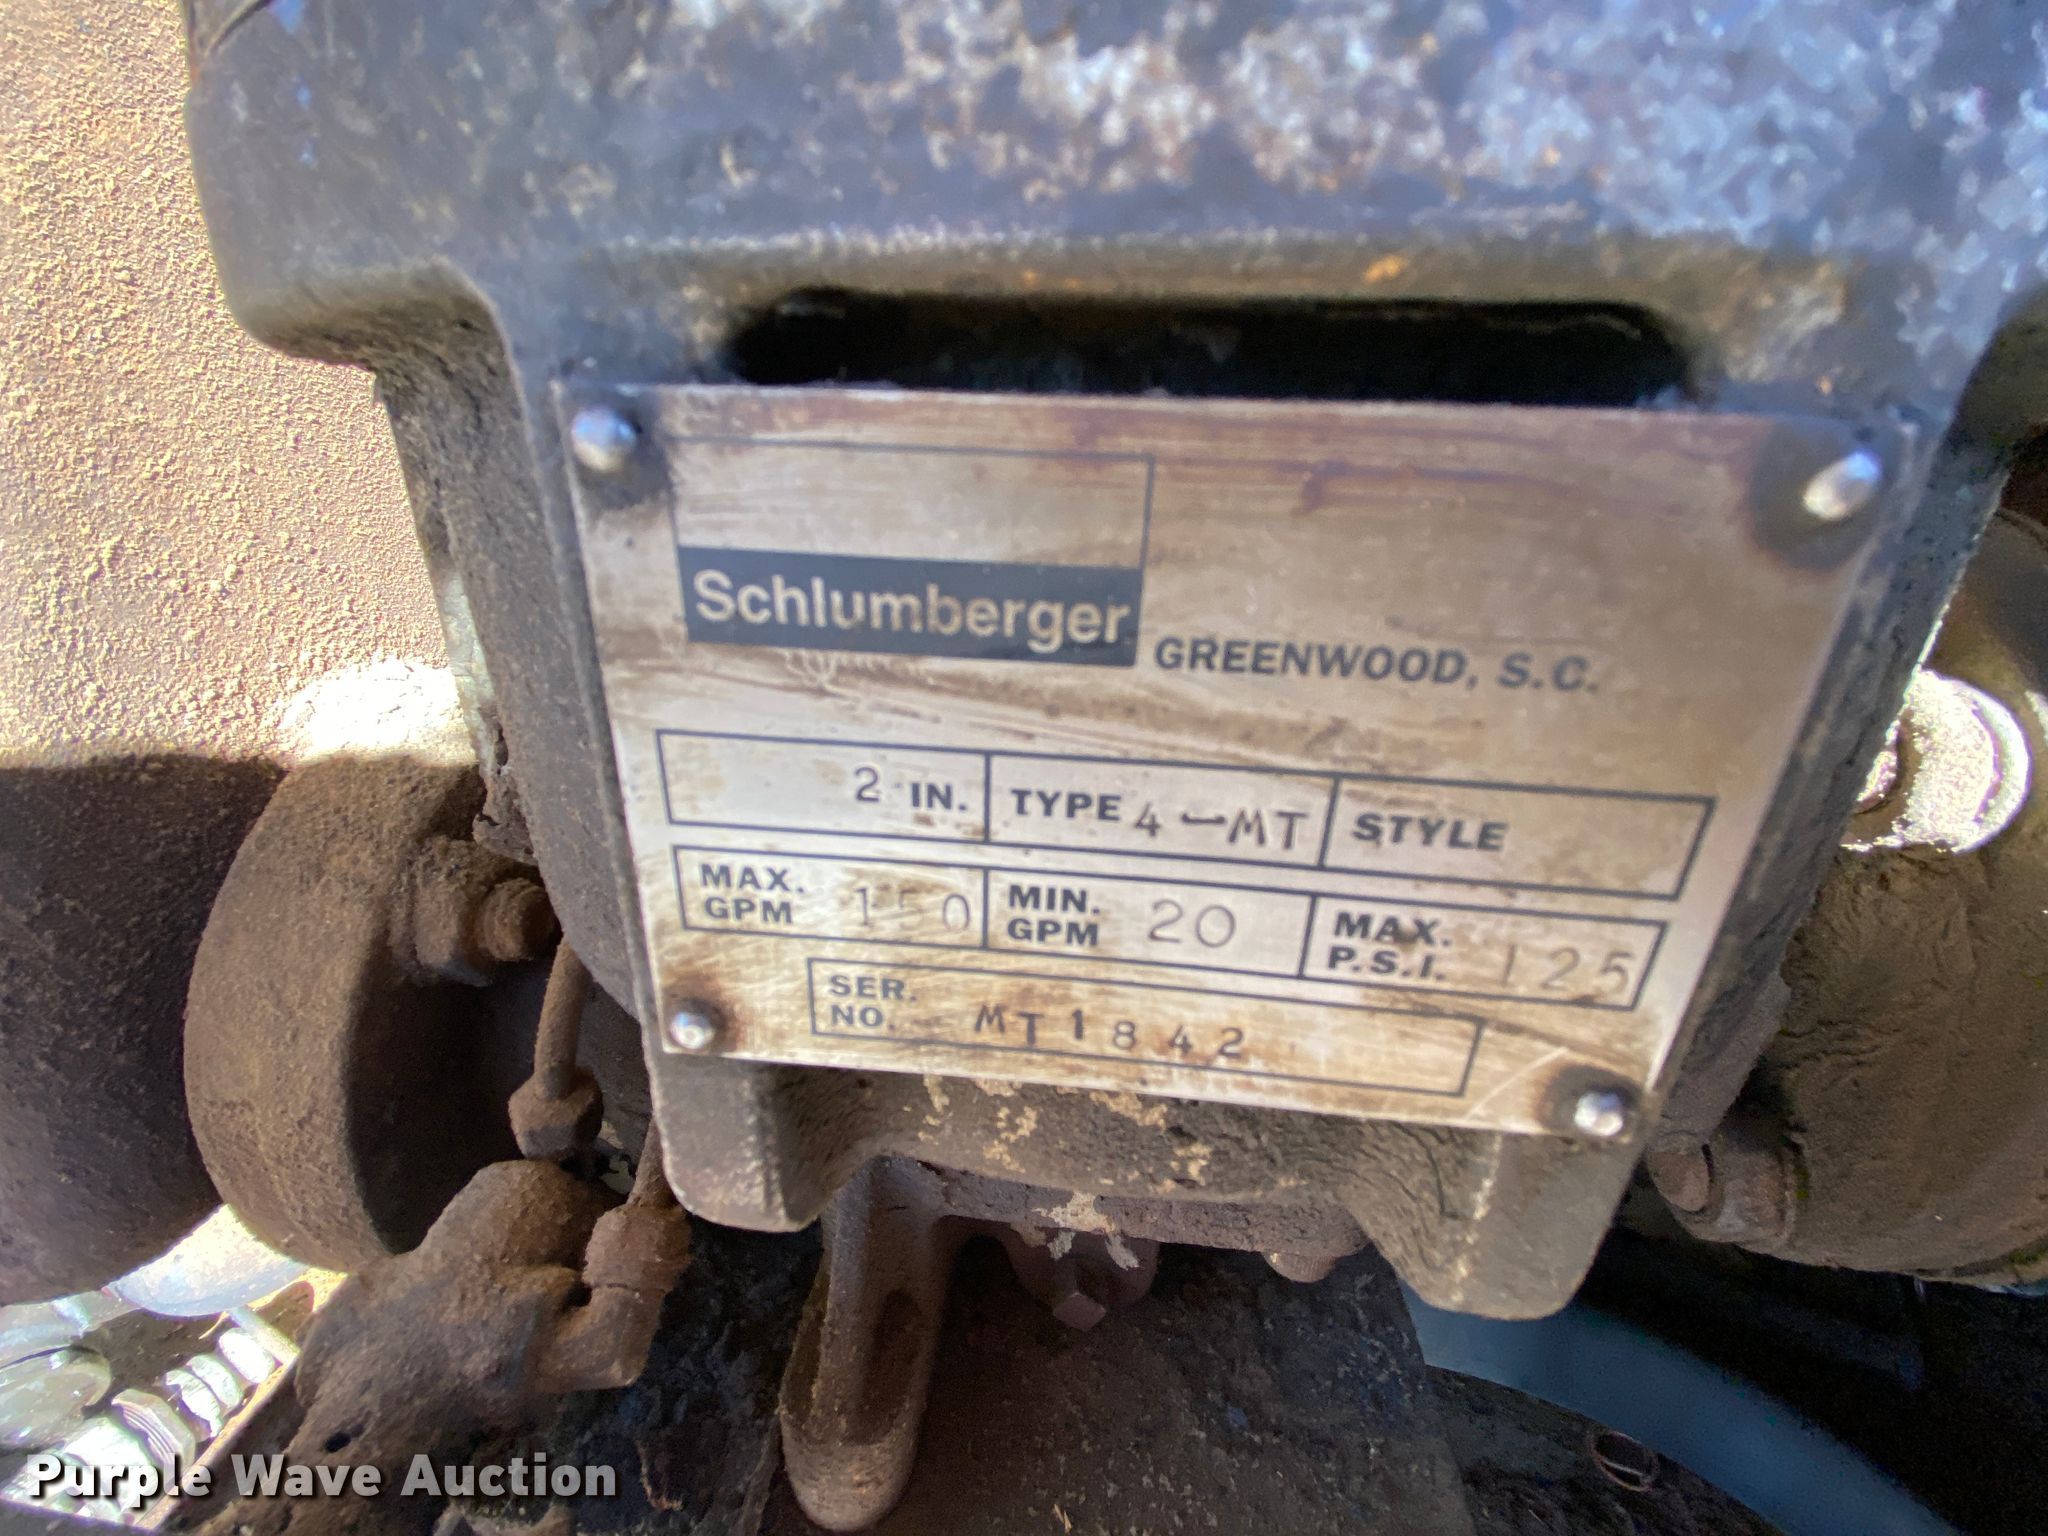 Schlumberger
GREENWOOD, S.C.
2 IN. TYPE 4-MT STYLE
MAX. GPM 150 MIN. GPM 20 MAX. P.S.I. 125
SER. NO. MT1842
Purple Wave Auction